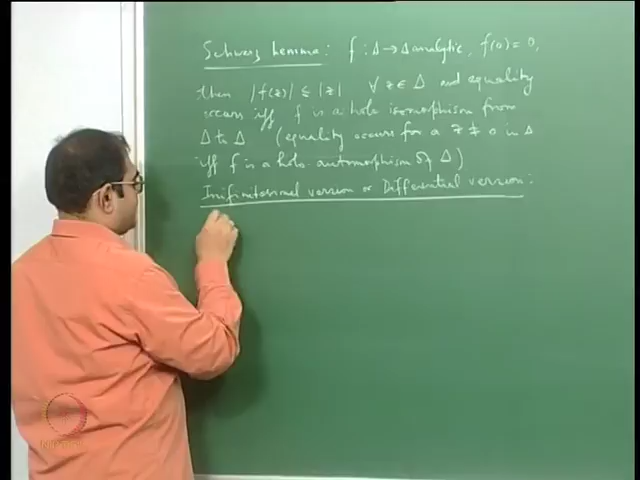 Schwarz Lemma: f: Δ→Δ analytic, f(0)=0,
then |f(z)| ≤ |z| ∀ z ∈ Δ and equality
occurs iff f is a holo isomorphism from
Δ to Δ (equality occurs for a z ≠ 0 in Δ
iff f is a holo. automorphism of Δ)
Infinitesimal version or Differential version: